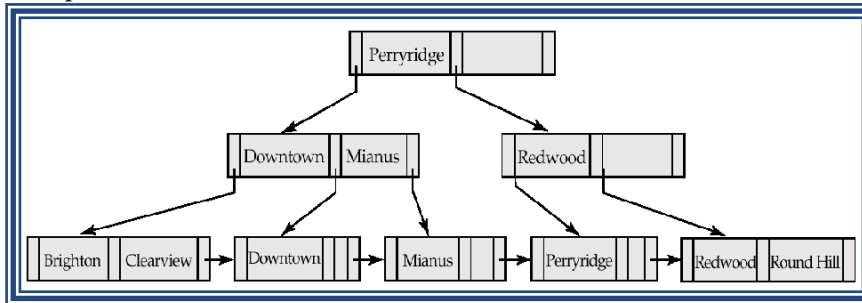 Perryridge
Downtown Mianus Redwood
Brighton Clearview Downtown Mianus Perryridge Redwood Round Hill